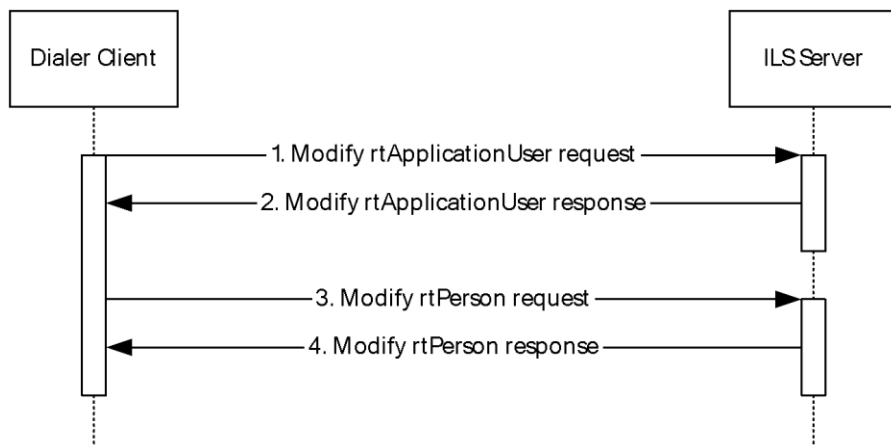 Dialer Client
ILS Server
1. Modify rtApplicationUser request
2. Modify rtApplicationUser response
3. Modify rtPerson request
4. Modify rtPerson response